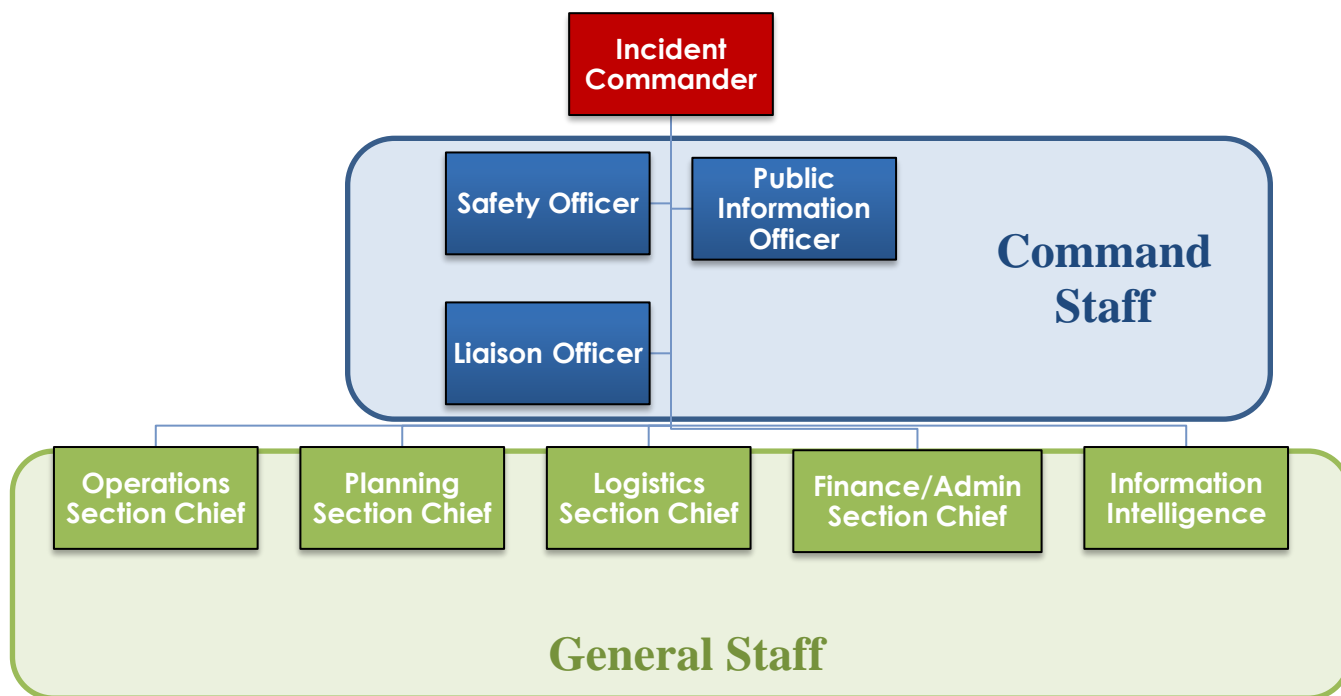 Incident
Commander
Safety Officer
Public
Information
Officer
Command
Staff
Liaison Officer
Operations
Section Chief
Planning
Section Chief
Logistics
Section Chief
Finance/Admin
Section Chief
Information
Intelligence
General Staff